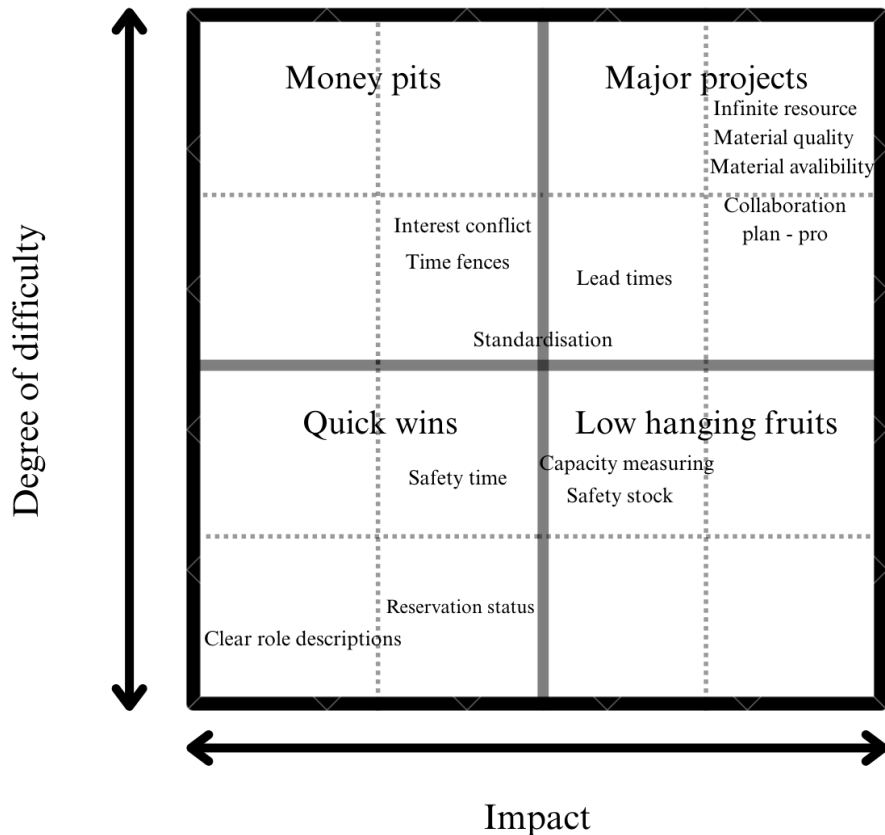 Money pits
Major projects
Infinite resource
Material quality
Material avalibility
Collaboration
plan - pro
Interest conflict
Time fences
Lead times
Standardisation
Quick wins
Low hanging fruits
Safety time
Capacity measuring
Safety stock
Reservation status
Clear role descriptions
Degree of difficulty
Impact